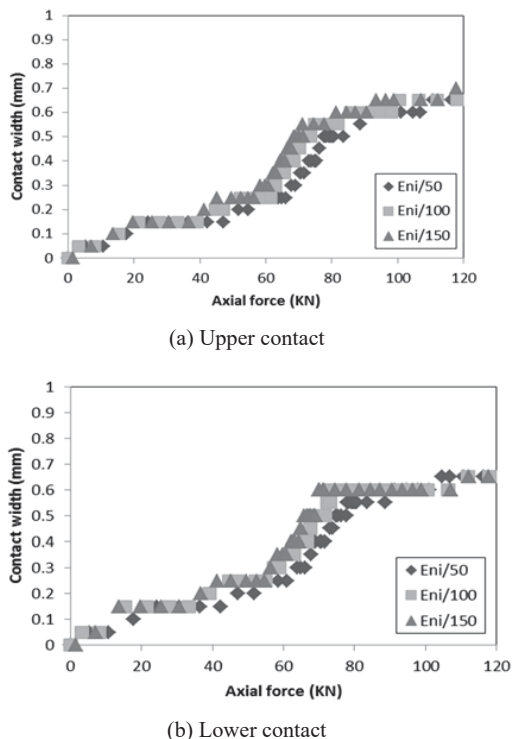 1
0.9
0.8
0.7
0.6
0.5
0.4
0.3
0.2
0.1
0
Contact width (mm)
Eni/50
Eni/100
Eni/150
0 20 40 60 80 100 120
Axial force (KN)
(a) Upper contact
1
0.9
0.8
0.7
0.6
0.5
0.4
0.3
0.2
0.1
0
Contact width (mm)
Eni/50
Eni/100
Eni/150
0 20 40 60 80 100 120
Axial force (KN)
(b) Lower contact